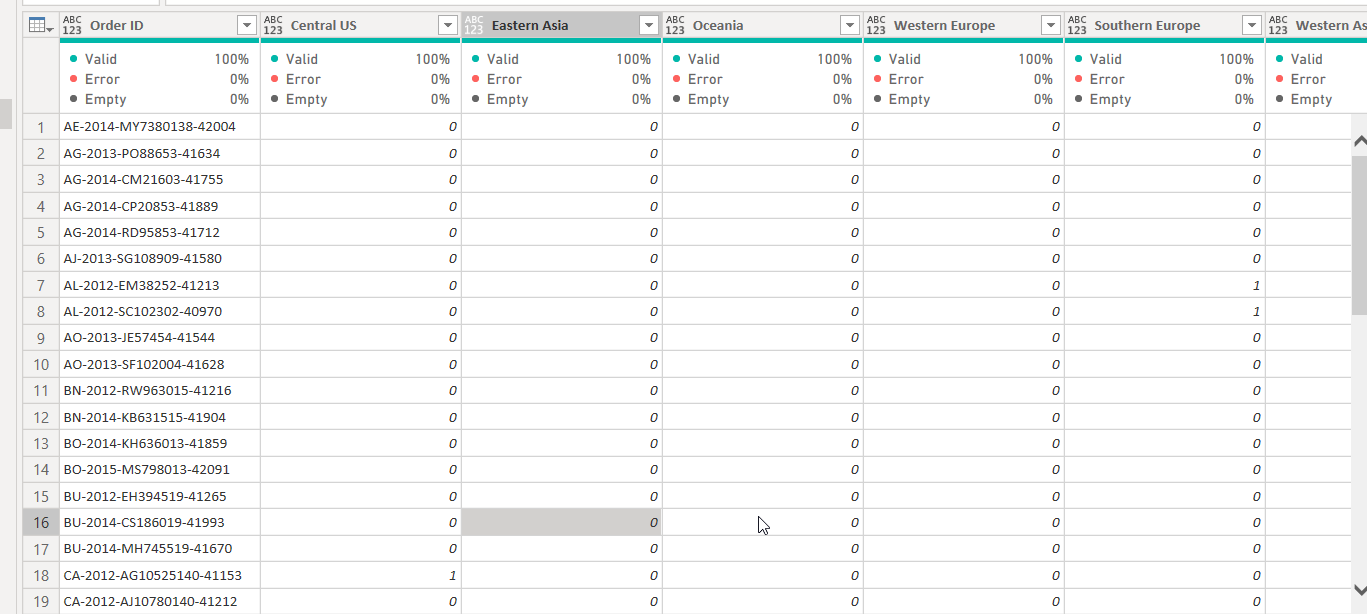 ABC 123 Order ID ABC 123 Central US ABC 123 Eastern Asia ABC 123 Oceania ABC 123 Western Europe ABC 123 Southern Europe ABC 123 Western As
Valid 100% Valid 100% Valid 100% Valid 100% Valid 100% Valid 100% Valid
Error 0% Error 0% Error 0% Error 0% Error 0% Error 0% Error
Empty 0% Empty 0% Empty 0% Empty 0% Empty 0% Empty 0% Empty
1 AE-2014-MY7380138-42004 0 0 0 0 0
2 AG-2013-PO88653-41634 0 0 0 0 0
3 AG-2014-CM21603-41755 0 0 0 0 0
4 AG-2014-CP20853-41889 0 0 0 0 0
5 AG-2014-RD95853-41712 0 0 0 0 0
6 AJ-2013-SG108909-41580 0 0 0 0 0
7 AL-2012-EM38252-41213 0 0 0 0 1
8 AL-2012-SC102302-40970 0 0 0 0 1
9 AO-2013-JE57454-41544 0 0 0 0 0
10 AO-2013-SF102004-41628 0 0 0 0 0
11 BN-2012-RW963015-41216 0 0 0 0 0
12 BN-2014-KB631515-41904 0 0 0 0 0
13 BO-2014-KH636013-41859 0 0 0 0 0
14 BO-2015-MS798013-42091 0 0 0 0 0
15 BU-2012-EH394519-41265 0 0 0 0 0
16 BU-2014-CS186019-41993 0 0 0 0 0
17 BU-2014-MH745519-41670 0 0 0 0 0
18 CA-2012-AG10525140-41153 1 0 0 0 0
19 CA-2012-AJ10780140-41212 0 0 0 0 0